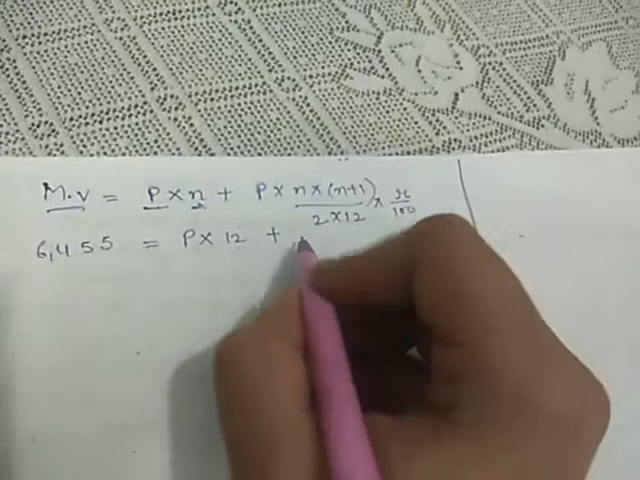 M.V = P × n + P × n × (n+1) / 2 × 12 × r / 100
6,455 = P × 12 +